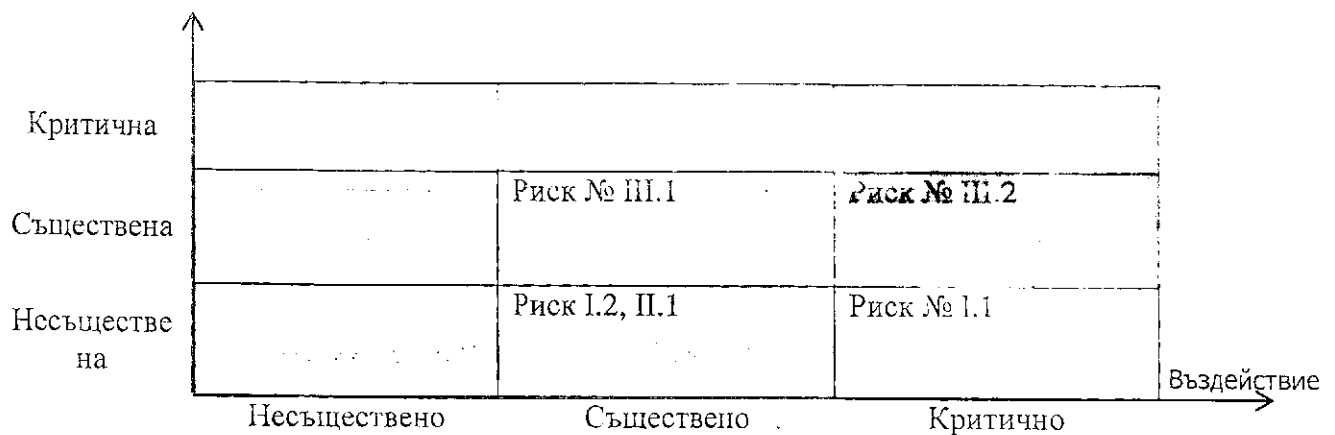 Критична
Риск № III.1
Риск № III.2
Съществена
Риск I.2, II.1
Риск № I.1
Несъществе
на
Въздействие
Несъществено
Съществено
Критично